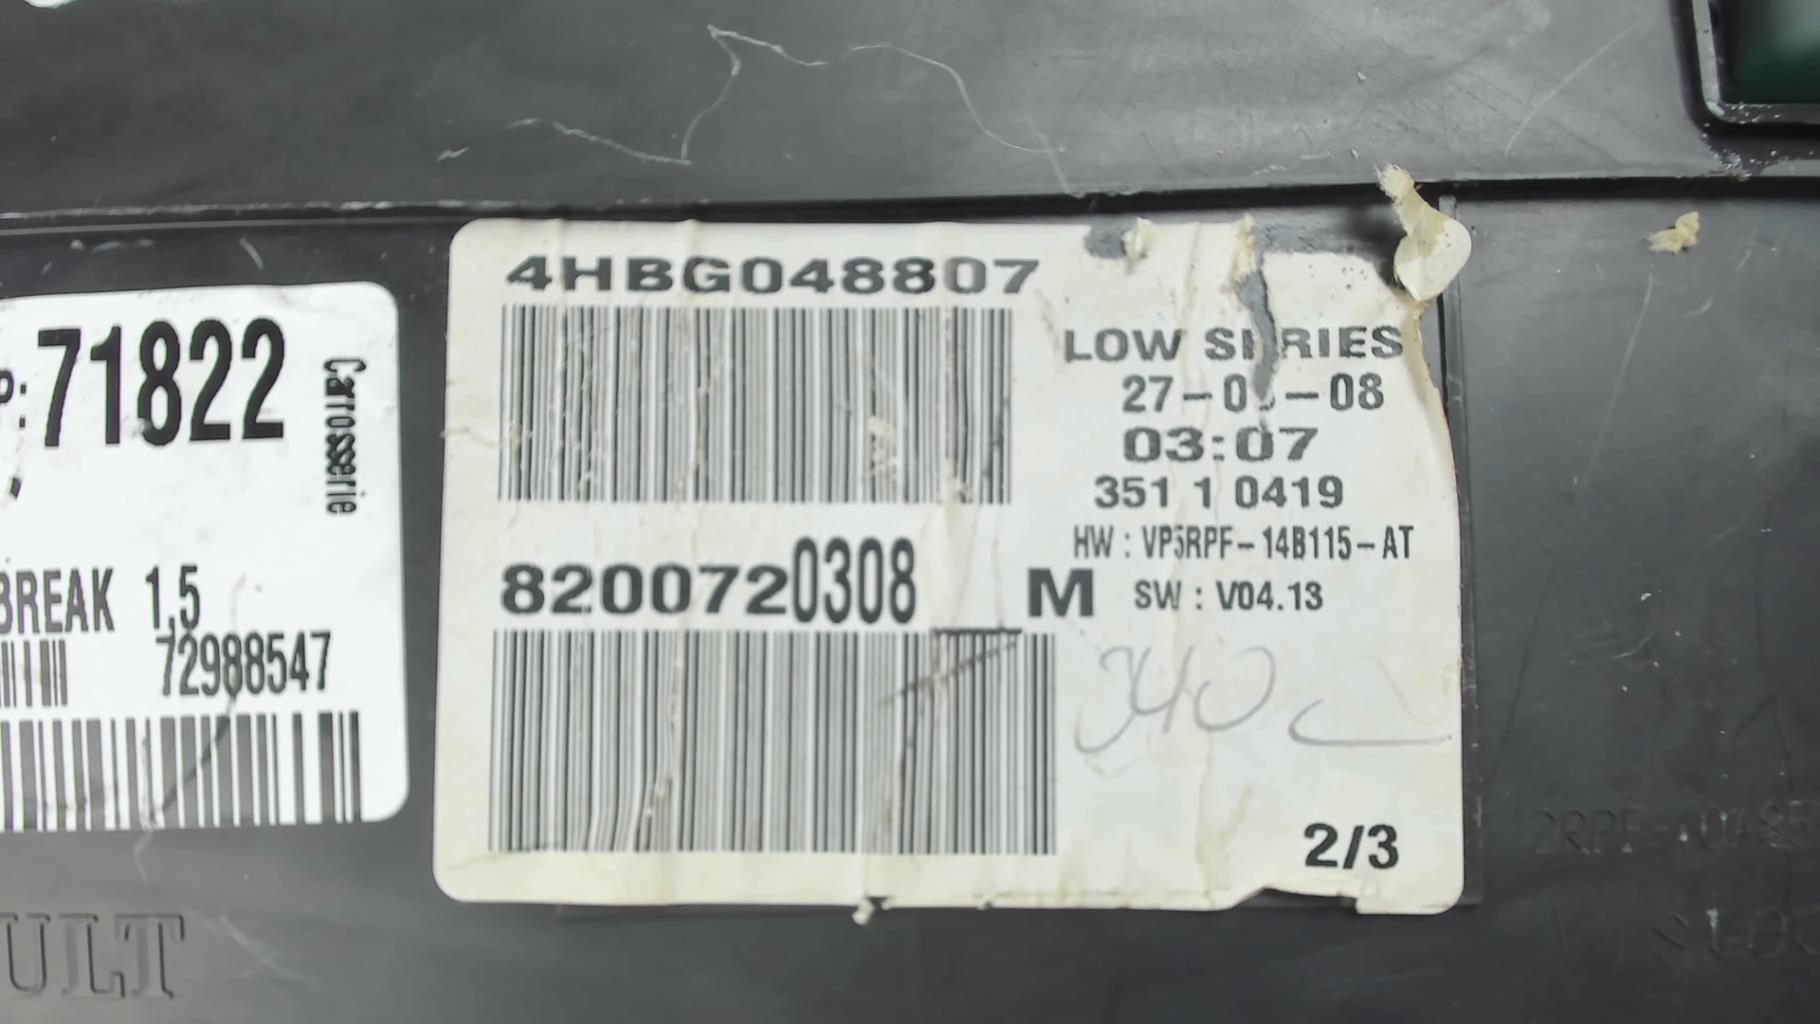 P: 71822
Carrosserie
BREAK 1.5
72988547
ULT
4HBG048807
8200720308
M
LOW SERIES
03:07
351 1 0419
HW : VP5RPF-14B115-AT
SW : V04.13
2/3